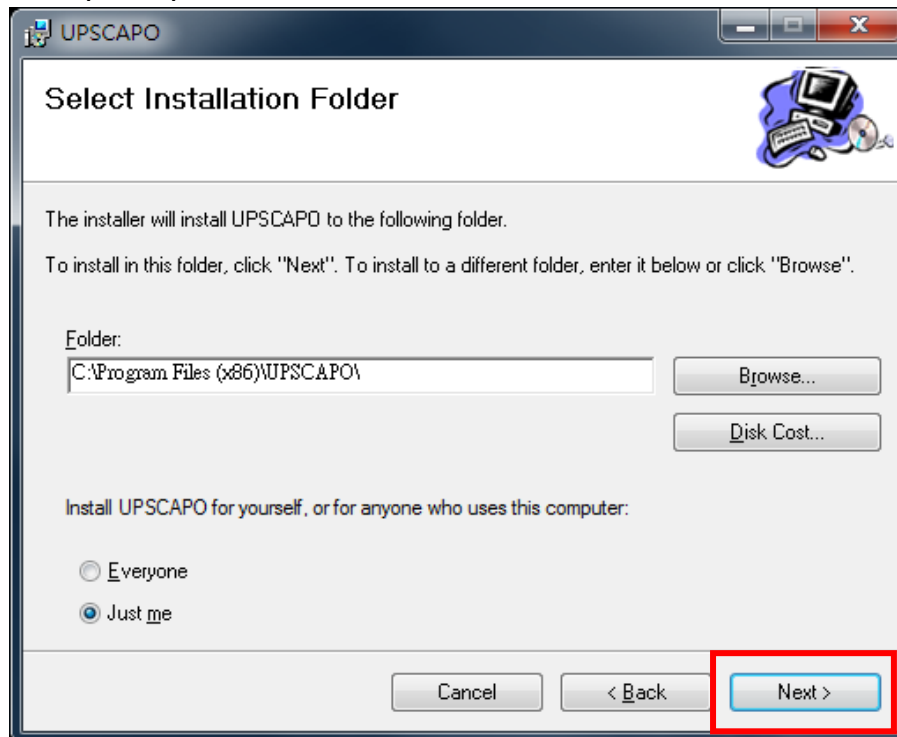 UPSCAPO
Select Installation Folder
The installer will install UPSCAPO to the following folder.
To install in this folder, click "Next". To install to a different folder, enter it below or click "Browse".
Folder:
C:\Program Files (x86)\UPSCAPO\
Browse...
Disk Cost...
Install UPSCAPO for yourself, or for anyone who uses this computer:
Everyone
Just me
Cancel
< Back
Next >